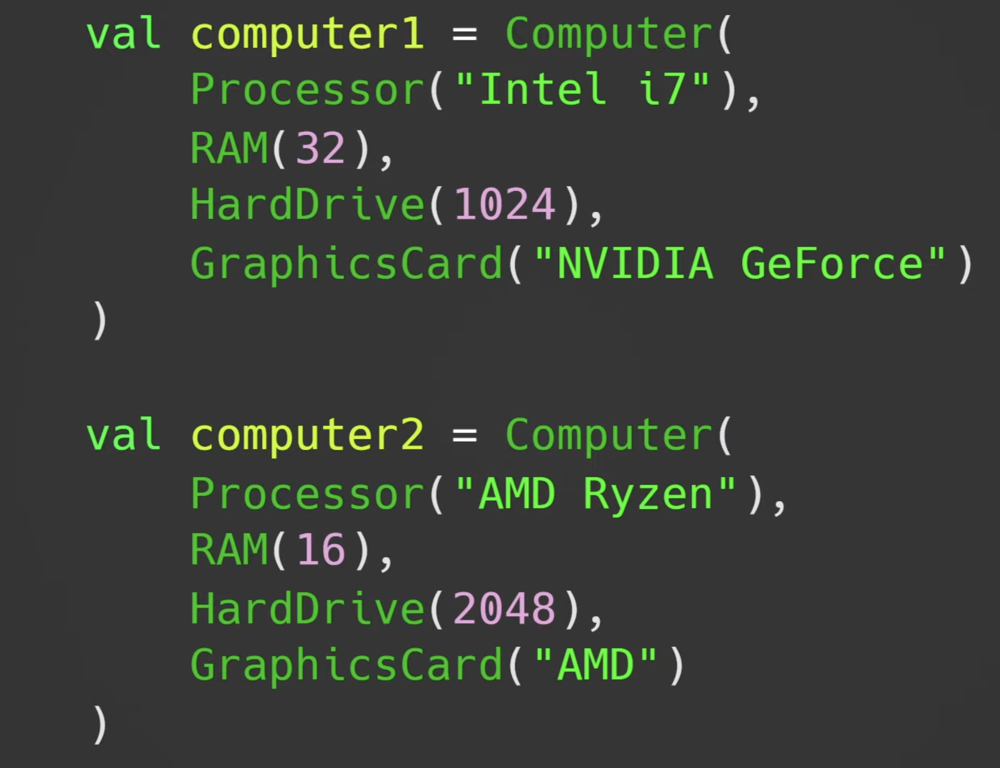 val computer1 = Computer(
    Processor("Intel i7"),
    RAM(32),
    HardDrive(1024),
    GraphicsCard("NVIDIA GeForce")
)
val computer2 = Computer(
    Processor("AMD Ryzen"),
    RAM(16),
    HardDrive(2048),
    GraphicsCard("AMD")
)